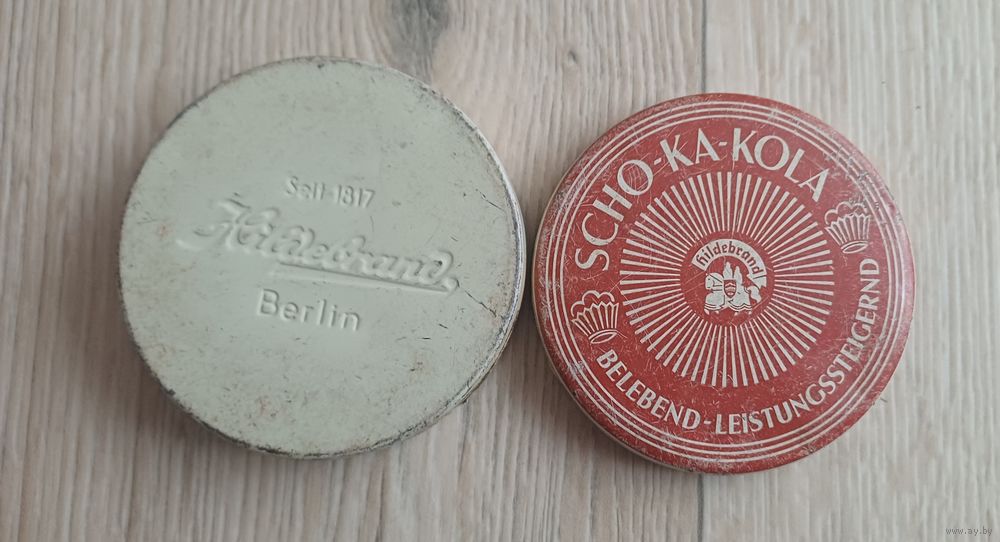 Seit 1817
Hildebrand
Berlin
SCHO-KA-KOLA
hildebrand
BELEBEND-LEISTUNGSSTEIGERND
www.ay.by